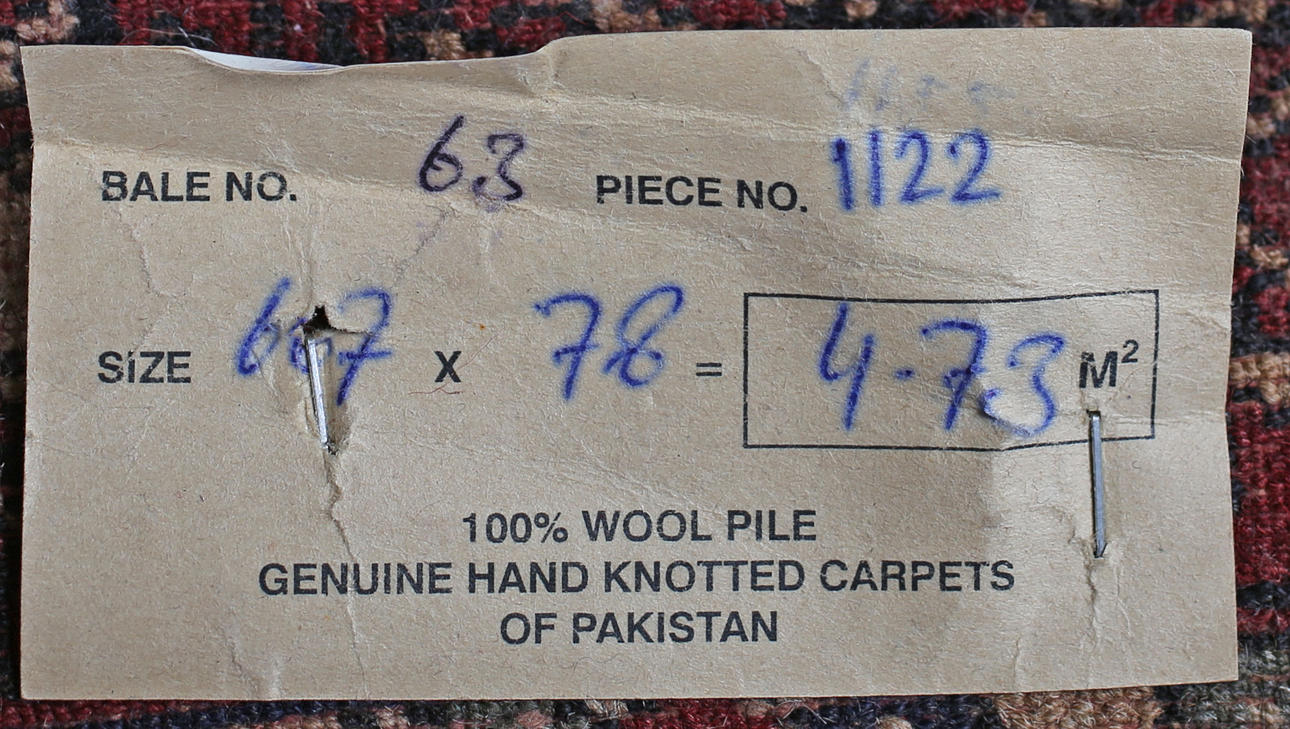 BALE NO. 63 PIECE NO. 1122
SIZE 607 X 78 = 4.73 M²
100% WOOL PILE
GENUINE HAND KNOTTED CARPETS
OF PAKISTAN